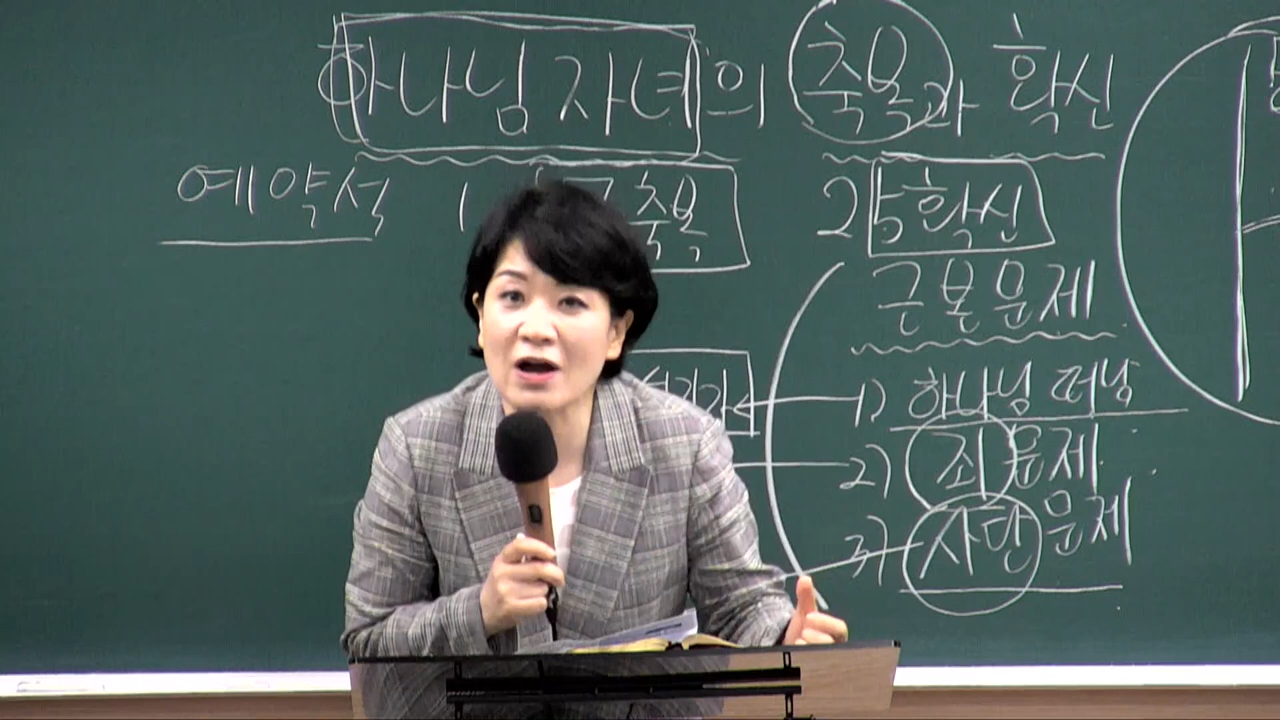 하나님 자녀의 축복과 확신
예약석 1 축복 2 5확신
근본문제
1) 하나님 떠남
2) 죄 문제
3) 사단 문제